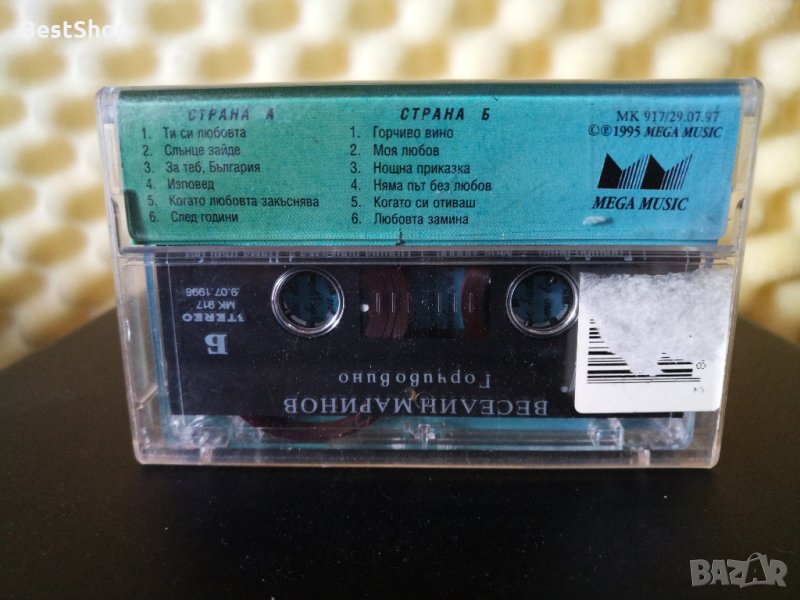 BestShot
СТРАНА А
1. Ти си любовта
2. Слънце зайде
3. За теб, България
4. Изповед
5. Когато любовта закъснява
6. След години
СТРАНА Б
1. Горчиво вино
2. Моя любов
3. Нощна приказка
4. Няма път без любов
5. Когато си отиваш
6. Любовта замина
МК 917/29.07.97
©℗1995 MEGA MUSIC
MEGA MUSIC
Б
STEREO
МК 917
9.07.1996
ВЕСЕЛИН МАРИНОВ
Горчиво вино
BAZAR